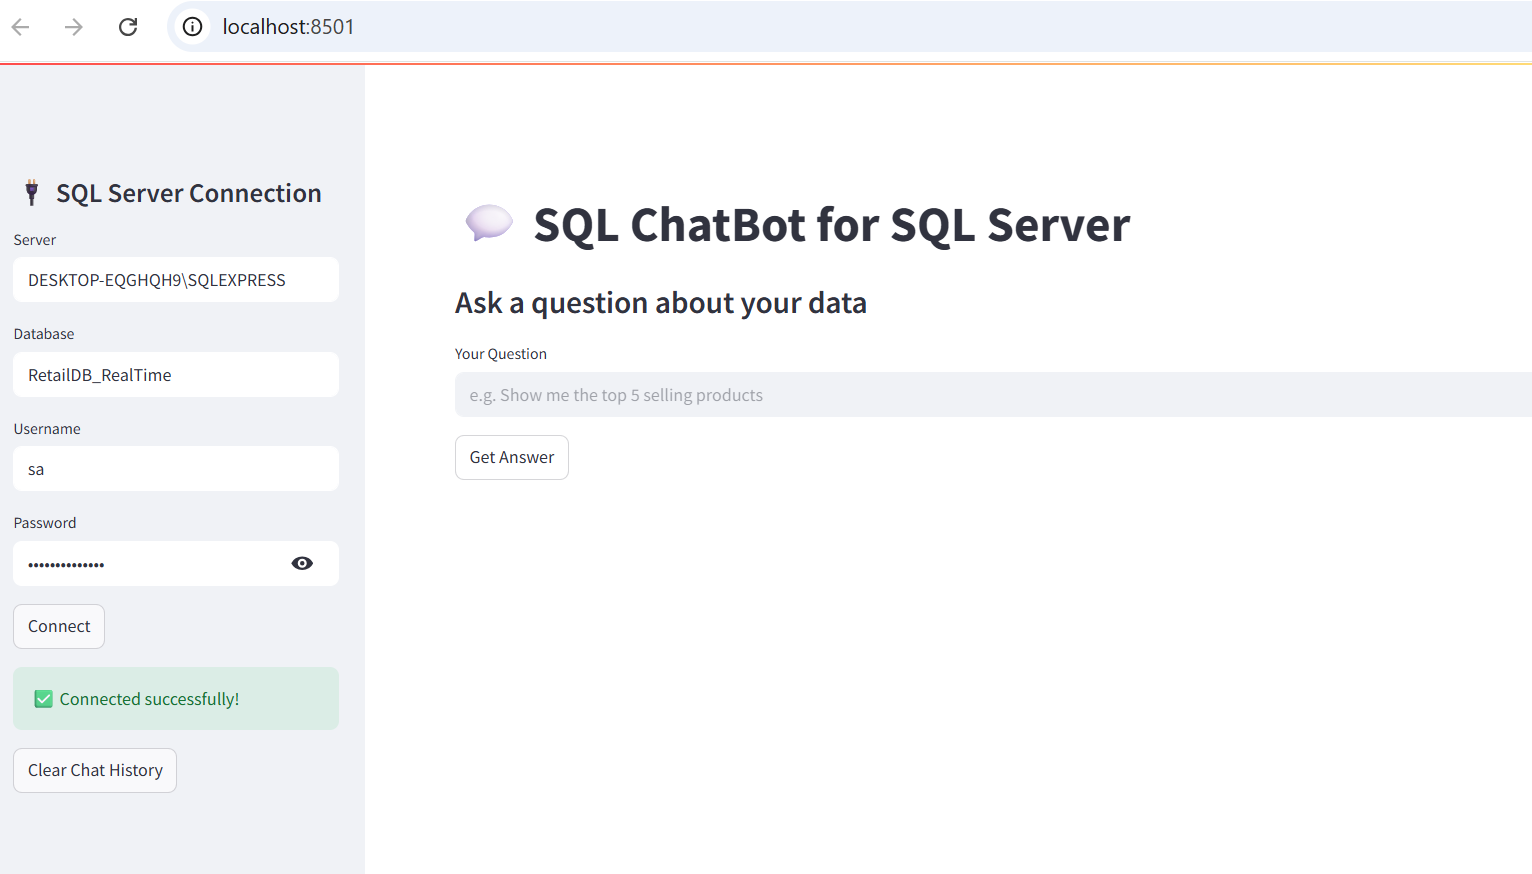 localhost:8501
SQL Server Connection
Server
DESKTOP-EQGHQH9\SQLEXPRESS
Database
RetailDB_RealTime
Username
sa
Password
••••••••••••••
Connect
Connected successfully!
Clear Chat History
SQL ChatBot for SQL Server
Ask a question about your data
Your Question
e.g. Show me the top 5 selling products
Get Answer